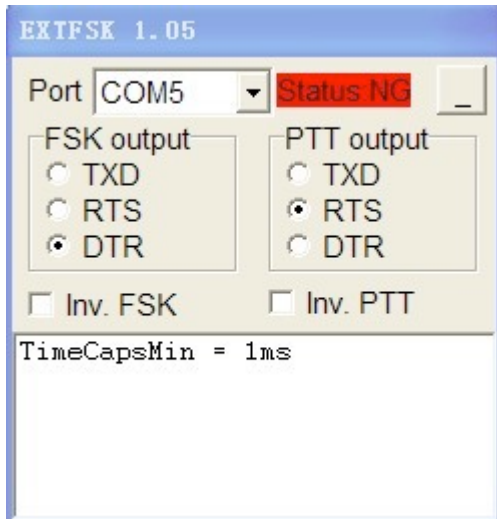 EXTFSK 1.05
Port COM5 Status:NG _
FSK output PTT output
TXD TXD
RTS RTS
DTR DTR
Inv. FSK Inv. PTT
TimeCapsMin = 1ms